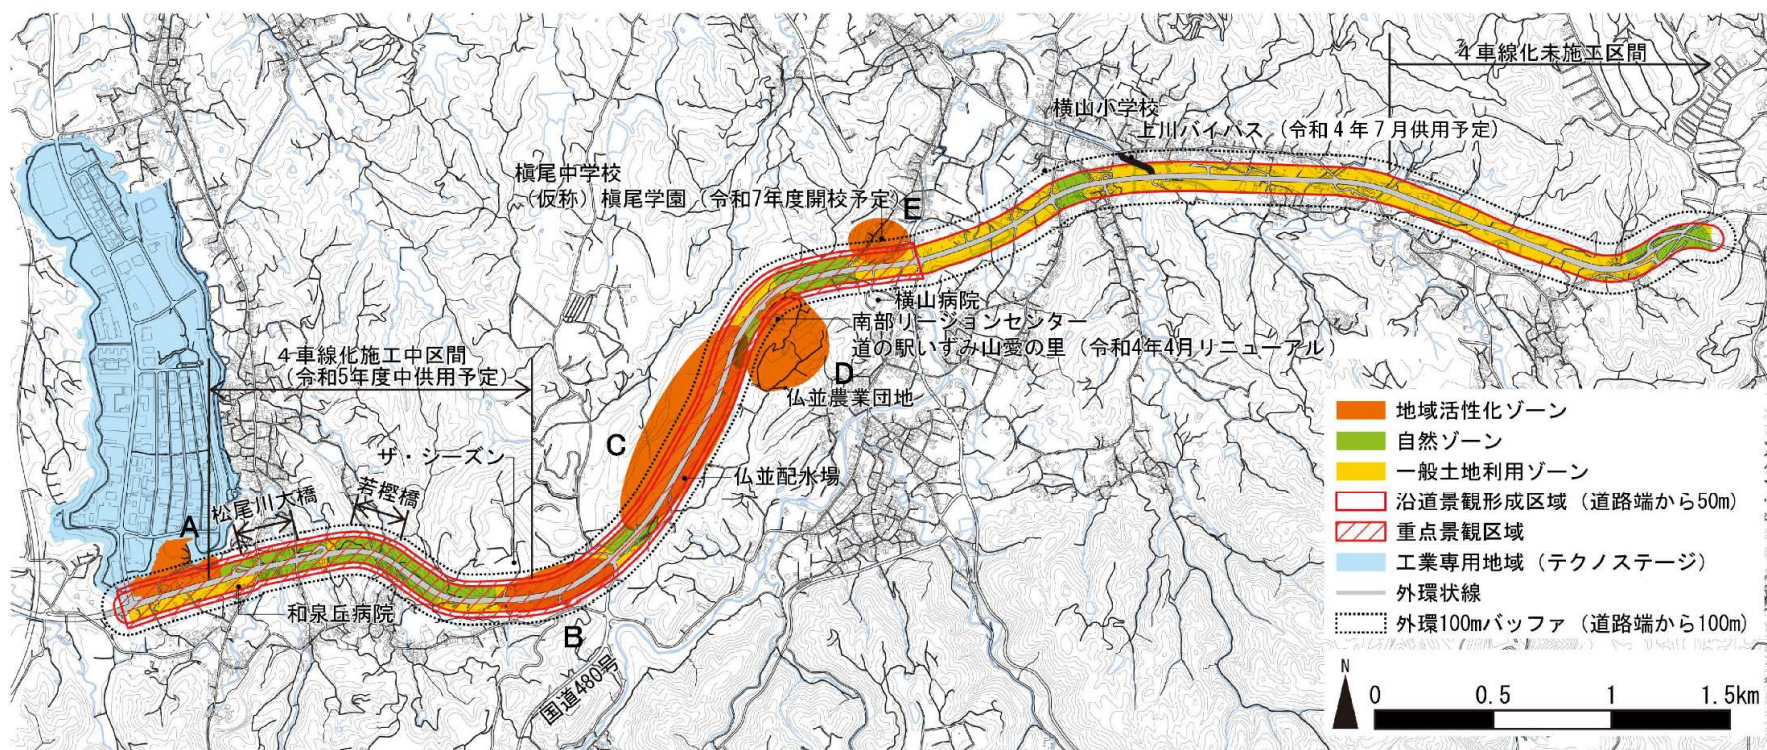 4車線化未施工区間
横山小学校
上川バイパス（令和4年7月供用予定）
槇尾中学校
（仮称）槇尾学園（令和7年度開校予定）
E
横山病院
南部リージョンセンター
道の駅いずみ山愛の里（令和4年4月リニューアル）
D
仏並農業団地
4車線化施工中区間
（令和5年度中供用予定）
C
ザ・シーズン
仏並配水場
若樫橋
松尾川大橋
A
和泉丘病院
B
国道480号
地域活性化ゾーン
自然ゾーン
一般土地利用ゾーン
沿道景観形成区域（道路端から50m）
重点景観区域
工業専用地域（テクノステージ）
外環状線
外環100mバッファ（道路端から100m）
N
0 0.5 1 1.5km